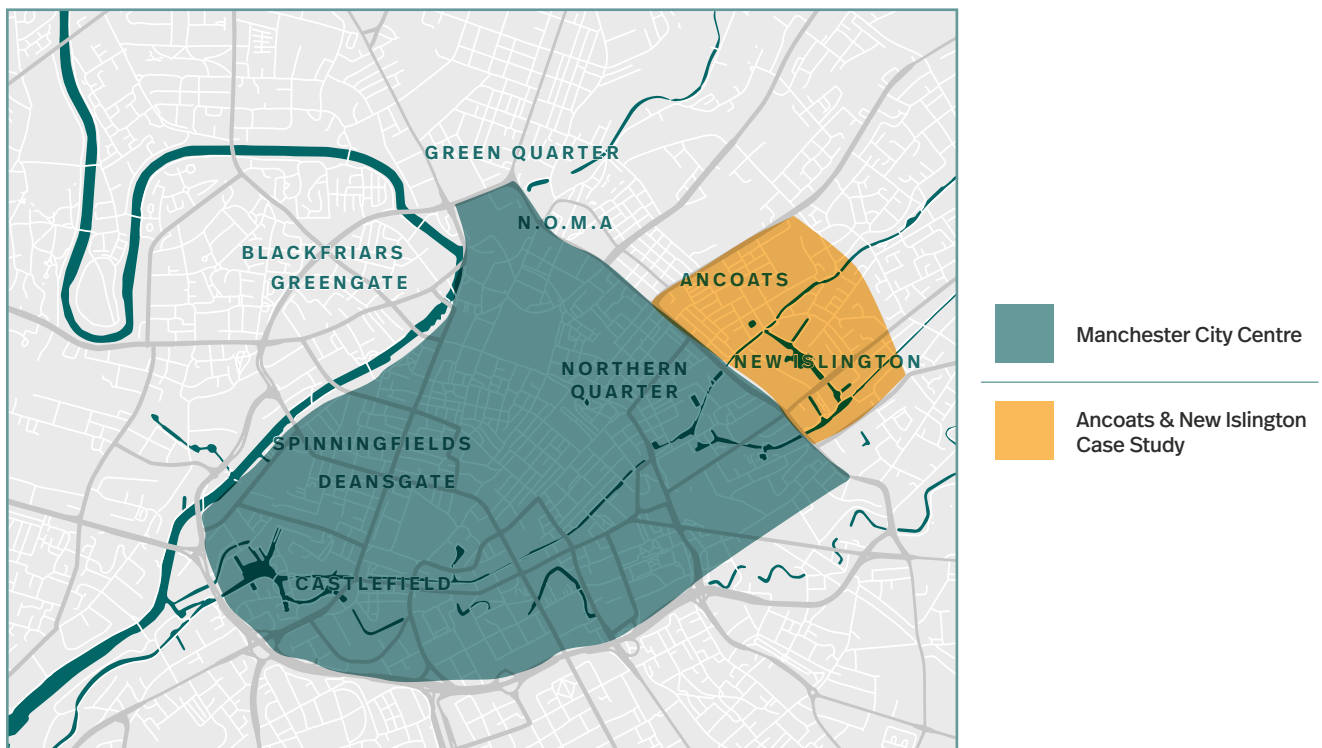 GREEN QUARTER
N.O.M.A
BLACKFRIARS
GREENGATE
ANCOATS
NEW ISLINGTON
NORTHERN
QUARTER
SPINNINGFIELDS
DEANSGATE
CASTLEFIELD
Manchester City Centre
Ancoats & New Islington
Case Study